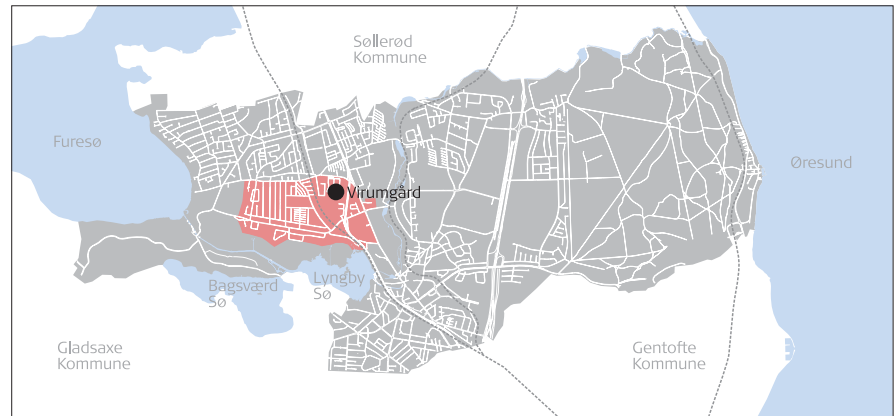 Søllerød
Kommune
Furesø
Øresund
Virumgård
Bagsværd
Sø
Lyngby
Sø
Gladsaxe
Kommune
Gentofte
Kommune